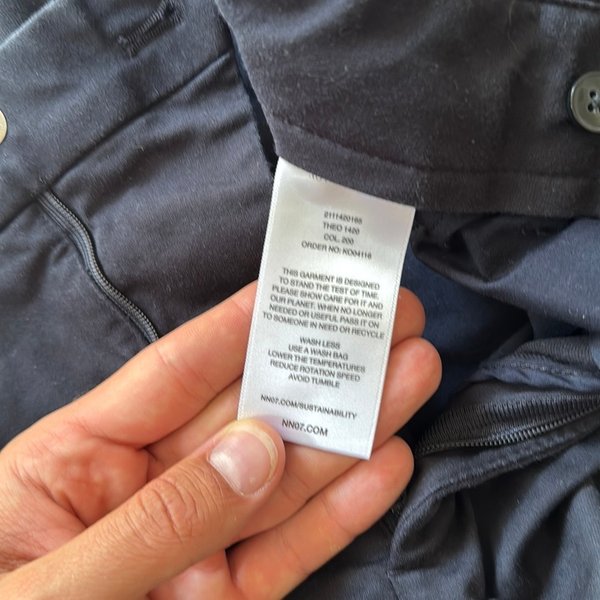 2111420165
THEO 1420
COL. 200
ORDER NO: KO04116
THIS GARMENT IS DESIGNED
TO STAND THE TEST OF TIME.
PLEASE SHOW CARE FOR IT AND
OUR PLANET. WHEN NO LONGER
NEEDED OR USEFUL PASS IT ON
TO SOMEONE IN NEED OR RECYCLE
WASH LESS
USE A WASH BAG
LOWER THE TEMPERATURES
REDUCE ROTATION SPEED
AVOID TUMBLE
NN07.COM/SUSTAINABILITY
NN07.COM